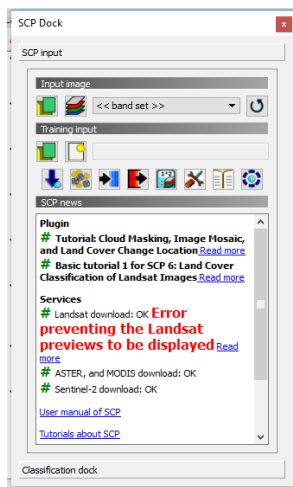 SCP Dock
x
SCP input
Input image
<< band set >>
Training input
SCP news
Plugin
# Tutorial: Cloud Masking, Image Mosaic,
and Land Cover Change Location Read more
# Basic tutorial 1 for SCP 6: Land Cover
Classification of Landsat Images Read more
Services
# Landsat download: OK Error
preventing the Landsat
previews to be displayed Read
more
# ASTER, and MODIS download: OK
# Sentinel-2 download: OK
User manual of SCP
Tutorials about SCP
Classification dock